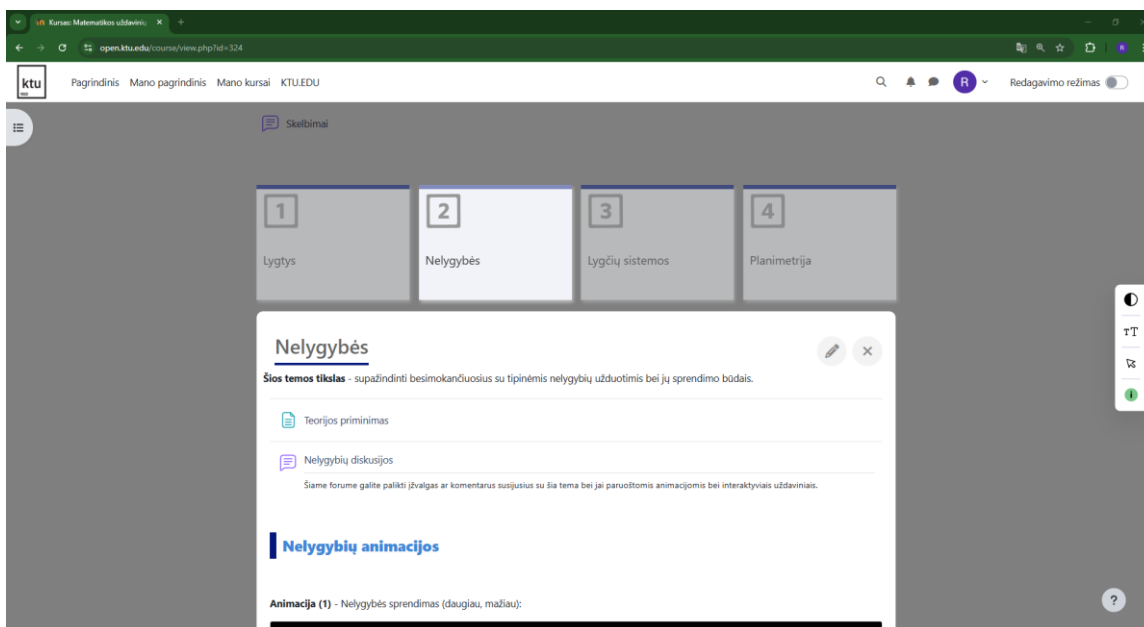 Kursas: Matematikos uždavinių
open.ktu.edu/course/view.php?id=324
ktu
Pagrindinis Mano pagrindinis Mano kursai KTU.EDU
R
Redagavimo režimas
Skelbimai
1 2 3 4
Lygtys Nelygybės Lygčių sistemos Planimetrija
Nelygybės
Šios temos tikslas - supažindinti besimokančiuosius su tipinėmis nelygybių užduotimis bei jų sprendimo būdais.
Teorijos priminimas
Nelygybių diskusijos
Šiame forume galite palikti įžvalgas ar komentarus susijusius su šia tema bei jai paruoštomis animacijomis bei interaktyviais uždaviniais.
Nelygybių animacijos
Animacija (1) - Nelygybės sprendimas (daugiau, mažiau):
TT
?